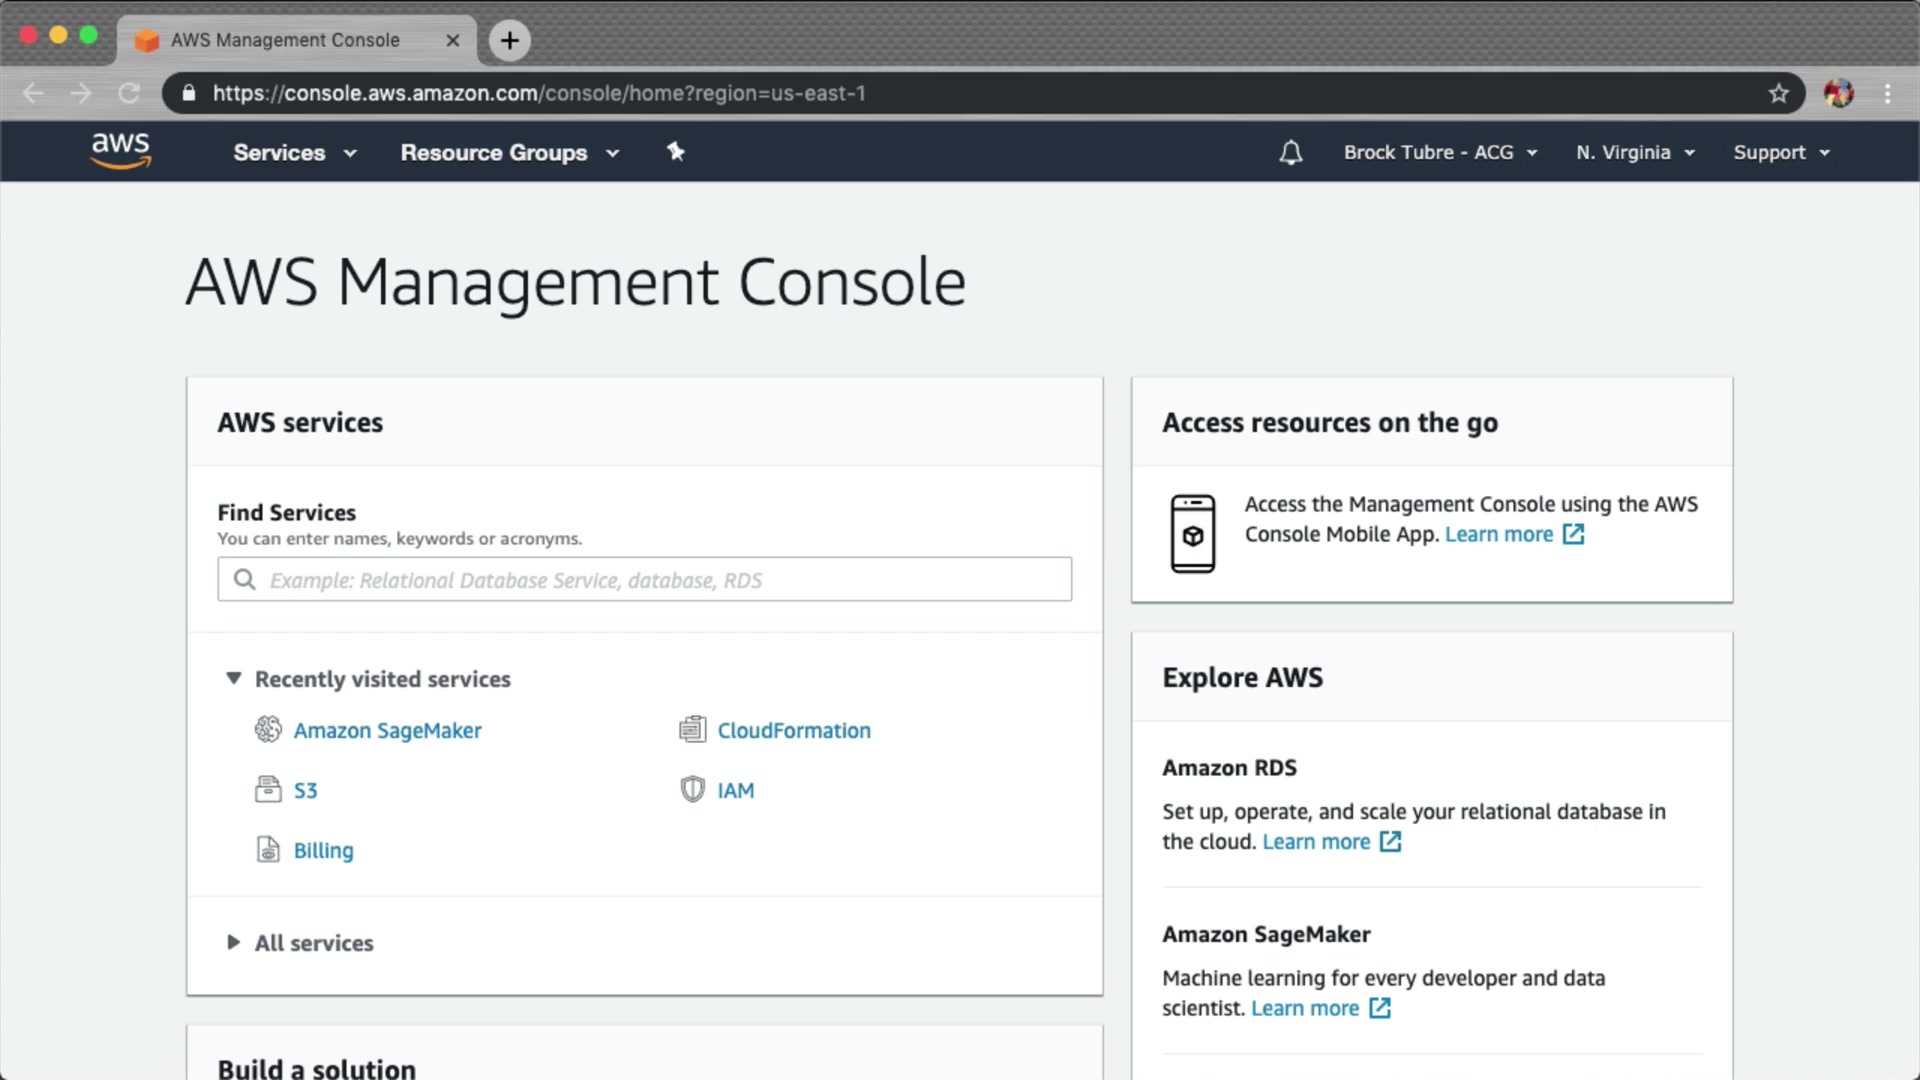 AWS Management Console
https://console.aws.amazon.com/console/home?region=us-east-1
aws
Services
Resource Groups
Brock Tubre - ACG
N. Virginia
Support
AWS Management Console
AWS services
Find Services
You can enter names, keywords or acronyms.
Example: Relational Database Service, database, RDS
Recently visited services
Amazon SageMaker
CloudFormation
S3
IAM
Billing
All services
Build a solution
Access resources on the go
Access the Management Console using the AWS
Console Mobile App. Learn more
Explore AWS
Amazon RDS
Set up, operate, and scale your relational database in
the cloud. Learn more
Amazon SageMaker
Machine learning for every developer and data
scientist. Learn more